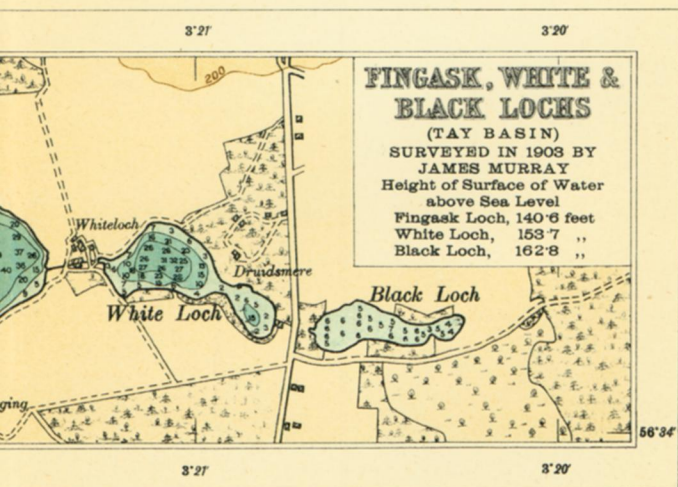 3°21'
3°20'
200
FINGASK, WHITE &
BLACK LOCHS
(TAY BASIN)
SURVEYED IN 1903 BY
JAMES MURRAY
Height of Surface of Water
above Sea Level
Fingask Loch, 140·6 feet
White Loch, 153·7 „
Black Loch, 162·8 „
Whiteloch
Druidsmere
White Loch
Black Loch
ging
56°34'
3°21'
3°20'